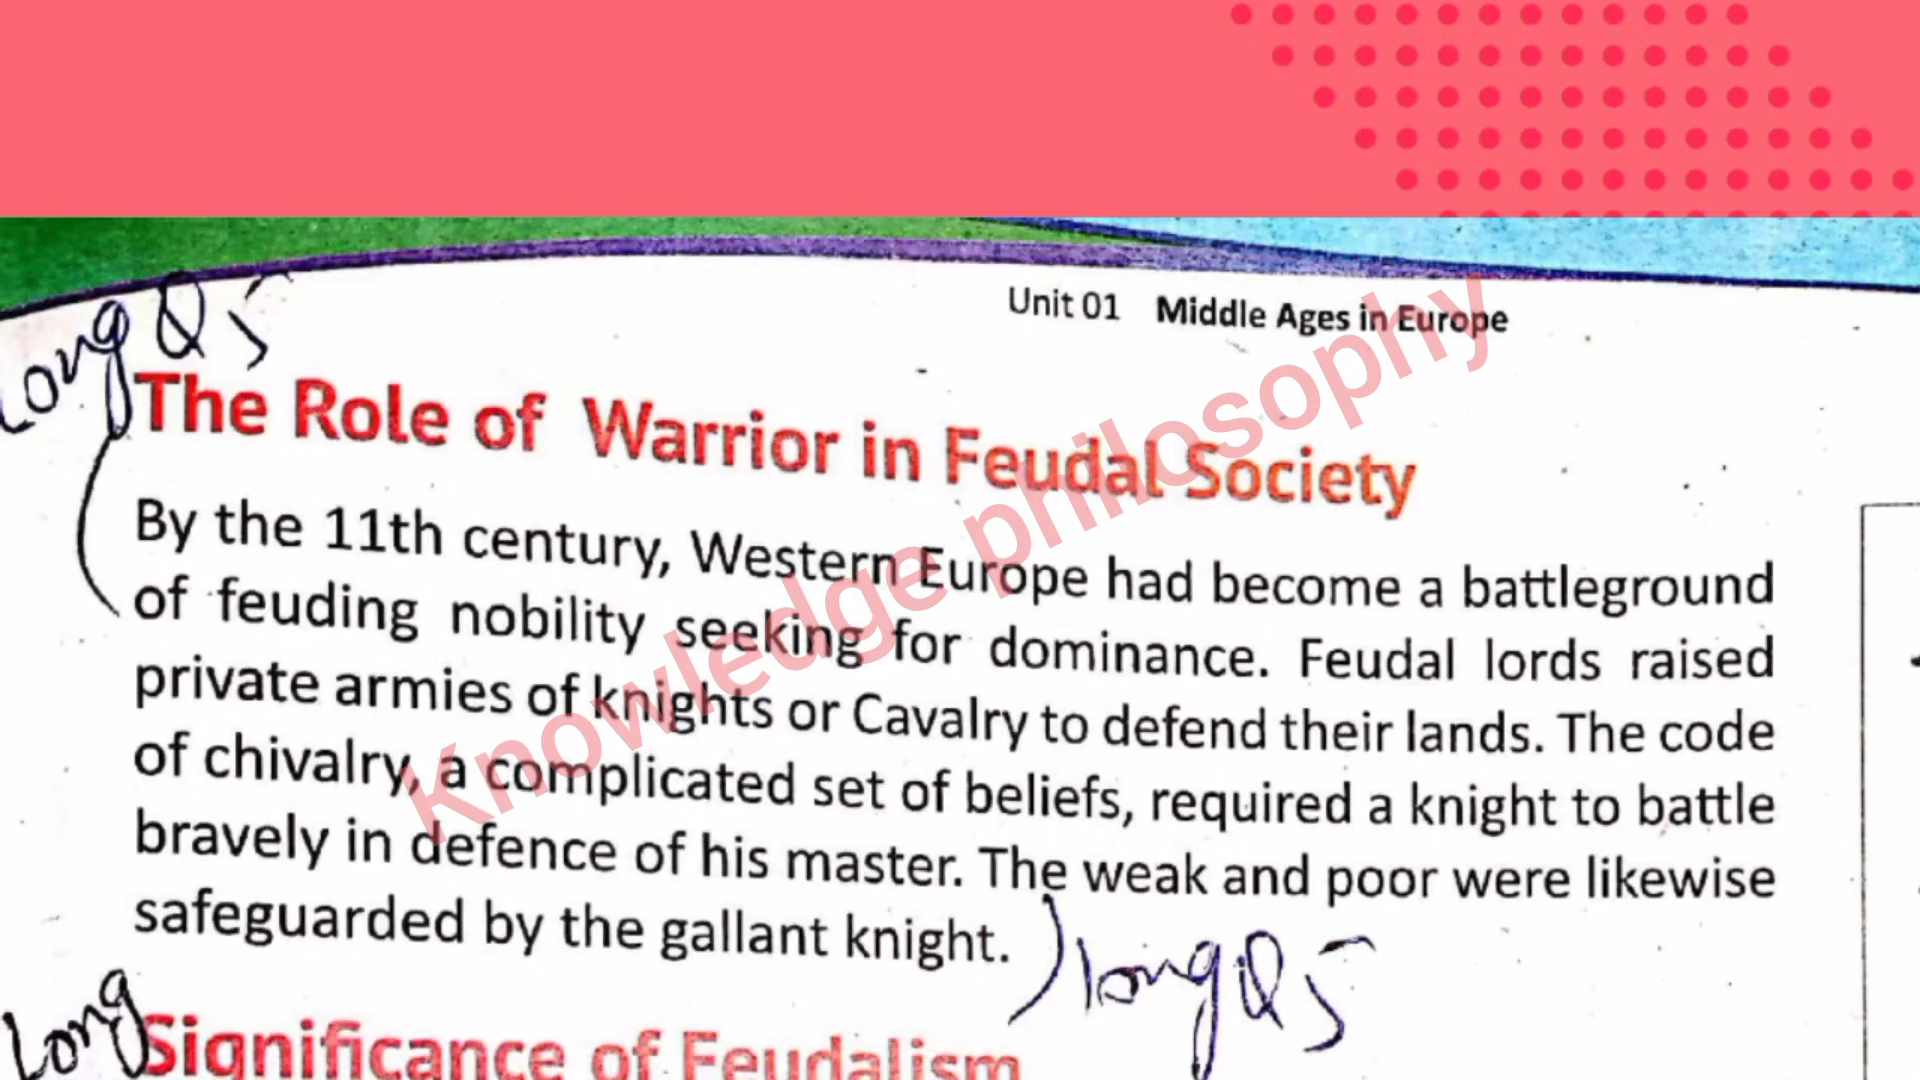 Unit 01 Middle Ages in Europe
Long Q 5
The Role of Warrior in Feudal Society
By the 11th century, Western Europe had become a battleground
of feuding nobility seeking for dominance. Feudal lords raised
private armies of knights or Cavalry to defend their lands. The code
of chivalry, a complicated set of beliefs, required a knight to battle
bravely in defence of his master. The weak and poor were likewise
safeguarded by the gallant knight.
long Q 5
Long
Significance of Feudalism
Knowledge philosophy